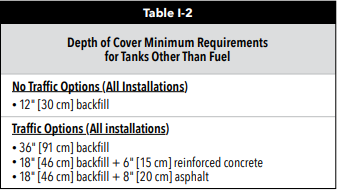 Table I-2
Depth of Cover Minimum Requirements
for Tanks Other Than Fuel
No Traffic Options (All Installations)
• 12" [30 cm] backfill
Traffic Options (All installations)
• 36" [91 cm] backfill
• 18" [46 cm] backfill + 6" [15 cm] reinforced concrete
• 18" [46 cm] backfill + 8" [20 cm] asphalt